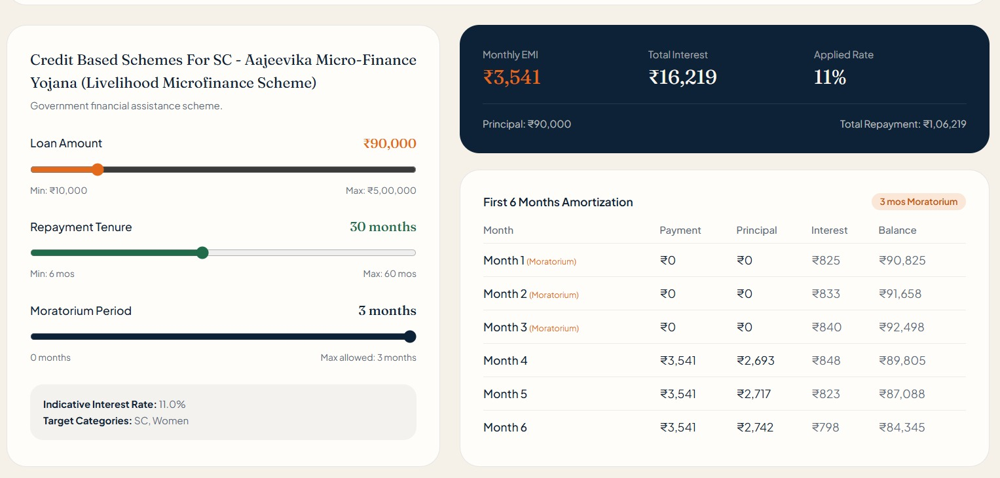 Credit Based Schemes For SC - Aajeevika Micro-Finance
Yojana (Livelihood Microfinance Scheme)
Government financial assistance scheme.
Loan Amount ₹90,000
Min: ₹10,000 Max: ₹5,00,000
Repayment Tenure 30 months
Min: 6 mos Max: 60 mos
Moratorium Period 3 months
0 months Max allowed: 3 months
Indicative Interest Rate: 11.0%
Target Categories: SC, Women
Monthly EMI Total Interest Applied Rate
₹3,541 ₹16,219 11%
Principal: ₹90,000 Total Repayment: ₹1,06,219
First 6 Months Amortization 3 mos Moratorium
Month Payment Principal Interest Balance
Month 1 (Moratorium) ₹0 ₹0 ₹825 ₹90,825
Month 2 (Moratorium) ₹0 ₹0 ₹833 ₹91,658
Month 3 (Moratorium) ₹0 ₹0 ₹840 ₹92,498
Month 4 ₹3,541 ₹2,693 ₹848 ₹89,805
Month 5 ₹3,541 ₹2,717 ₹823 ₹87,088
Month 6 ₹3,541 ₹2,742 ₹798 ₹84,345